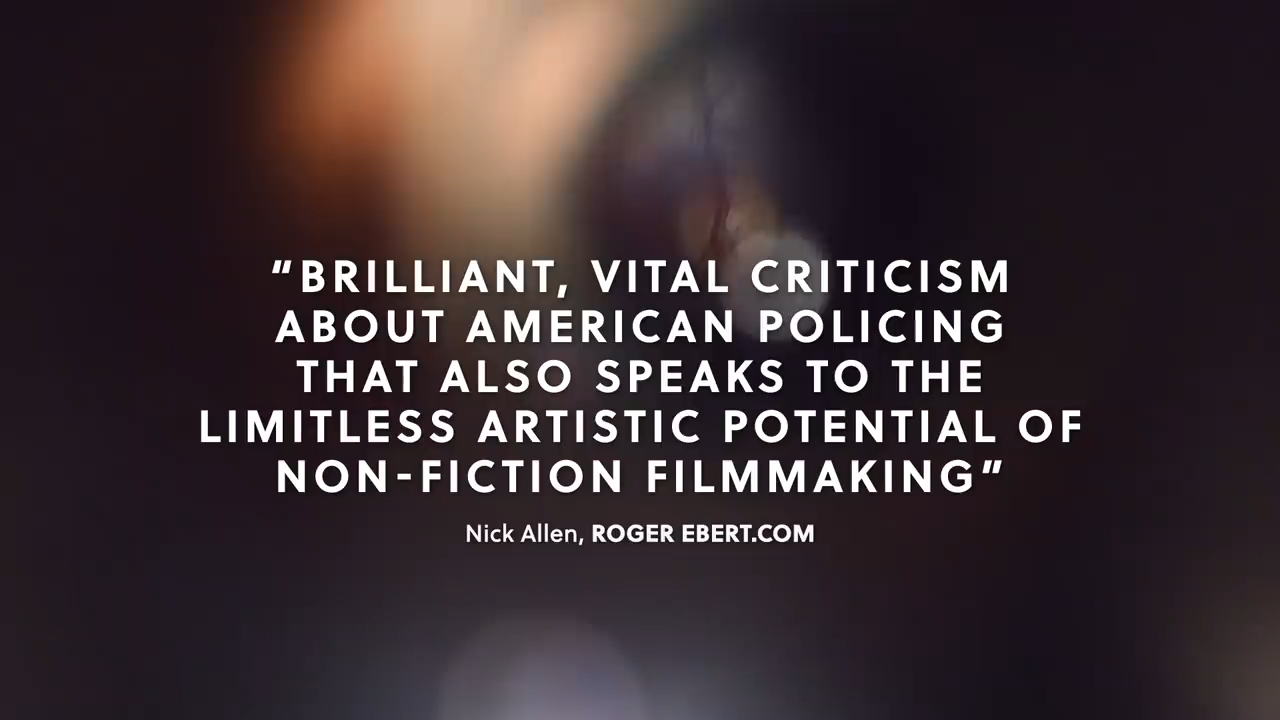 “BRILLIANT, VITAL CRITICISM
ABOUT AMERICAN POLICING
THAT ALSO SPEAKS TO THE
LIMITLESS ARTISTIC POTENTIAL OF
NON-FICTION FILMMAKING”
Nick Allen, ROGER EBERT.COM